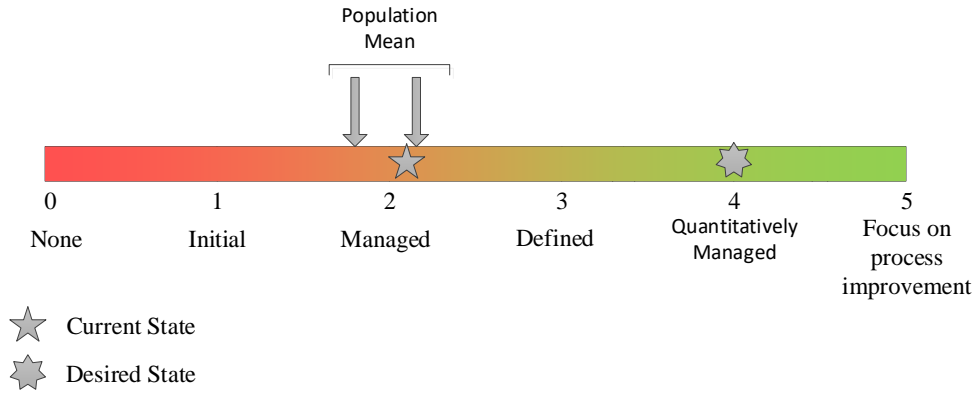 Population
Mean
0
1
2
3
4
5
None
Initial
Managed
Defined
Quantitatively
Managed
Focus on
process
improvement
Current State
Desired State